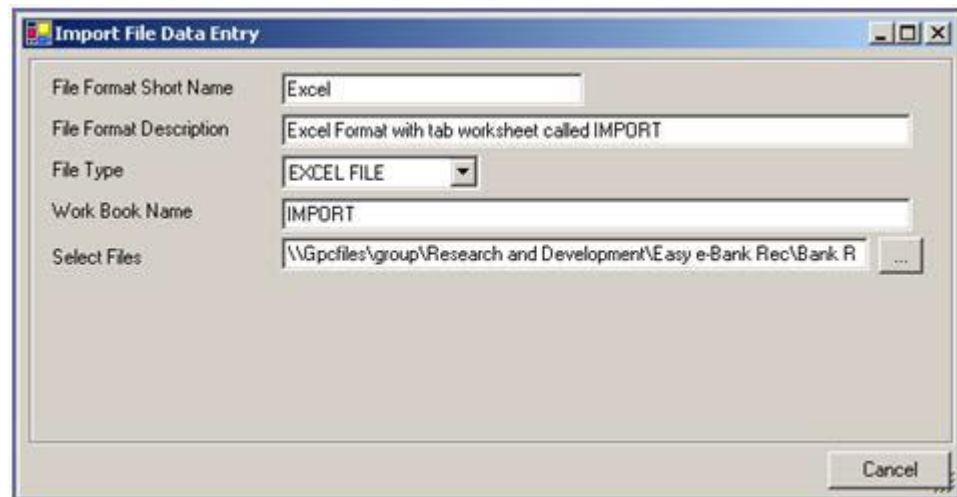 Import File Data Entry
File Format Short Name Excel
File Format Description Excel Format with tab worksheet called IMPORT
File Type EXCEL FILE
Work Book Name IMPORT
Select Files \\Gpcfiles\group\Research and Development\Easy e-Bank Rec\Bank R ...
Cancel